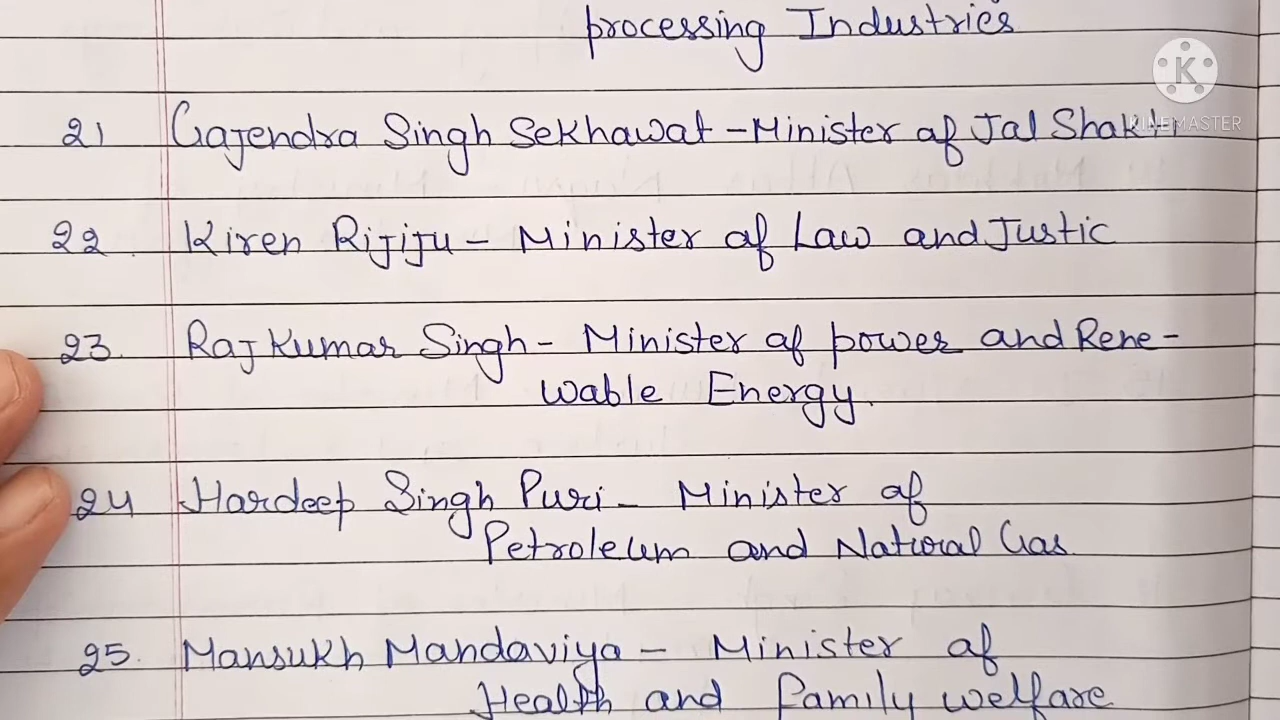 processing Industries
21 Gajendra Singh Sekhawat - Minister of Jal Shakti
KINEMASTER
22 Kiren Rijiju - Minister of Law and Justic
23. Raj Kumar Singh - Minister of power and Rene-
wable Energy.
24 Hardeep Singh Puri - Minister of
Petroleum and Natural Gas
25. Mansukh Mandaviya - Minister of
Health and family welfare